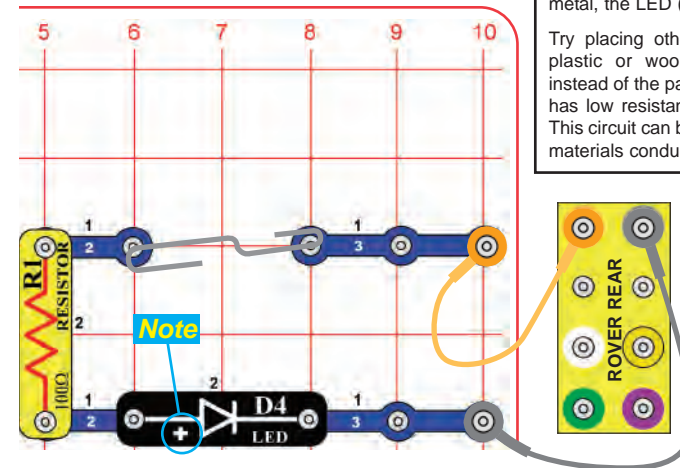 metal, the LED (
Try placing oth
plastic or woo
instead of the pa
has low resistan
This circuit can b
materials condu
5 6 7 8 9 10
R1
RESISTOR
100Ω
2
1
2
1
3
Note
1
2
2
+
D4
LED
1
3
ROVER REAR